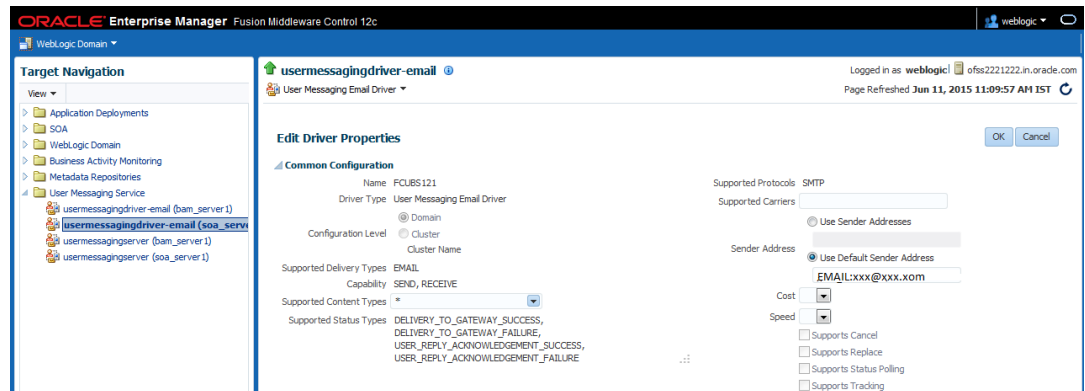 ORACLE Enterprise Manager Fusion Middleware Control 12c
weblogic
WebLogic Domain
Target Navigation
View
Application Deployments
SOA
WebLogic Domain
Business Activity Monitoring
Metadata Repositories
User Messaging Service
usermessagingdriver-email (bam_server1)
usermessagingdriver-email (soa_serve
usermessagingserver (bam_server1)
usermessagingserver (soa_server1)
usermessagingdriver-email
User Messaging Email Driver
Logged in as weblogic ofss2221222.in.oracle.com
Page Refreshed Jun 11, 2015 11:09:57 AM IST
Edit Driver Properties
OK Cancel
Common Configuration
Name FCUBS121
Driver Type User Messaging Email Driver
Configuration Level
Domain
Cluster
Cluster Name
Supported Delivery Types EMAIL
Capability SEND, RECEIVE
Supported Content Types *
Supported Status Types DELIVERY_TO_GATEWAY_SUCCESS,
DELIVERY_TO_GATEWAY_FAILURE,
USER_REPLY_ACKNOWLEDGEMENT_SUCCESS,
USER_REPLY_ACKNOWLEDGEMENT_FAILURE
Supported Protocols SMTP
Supported Carriers
Sender Address
Use Sender Addresses
Use Default Sender Address
EMAIL:xxx@xxx.xom
Cost
Speed
Supports Cancel
Supports Replace
Supports Status Polling
Supports Tracking